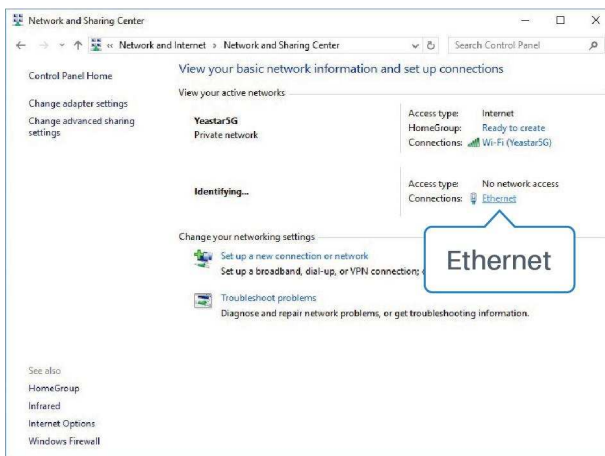 Network and Sharing Center
« Network and Internet > Network and Sharing Center
Search Control Panel
Control Panel Home
Change adapter settings
Change advanced sharing
settings
View your basic network information and set up connections
View your active networks
Yeastar5G
Private network
Access type: Internet
HomeGroup: Ready to create
Connections: Wi-Fi (Yeastar5G)
Identifying...
Access type: No network access
Connections: Ethernet
Ethernet
Change your networking settings
Set up a new connection or network
Set up a broadband, dial-up, or VPN connection;
Troubleshoot problems
Diagnose and repair network problems, or get troubleshooting information.
See also
HomeGroup
Infrared
Internet Options
Windows Firewall